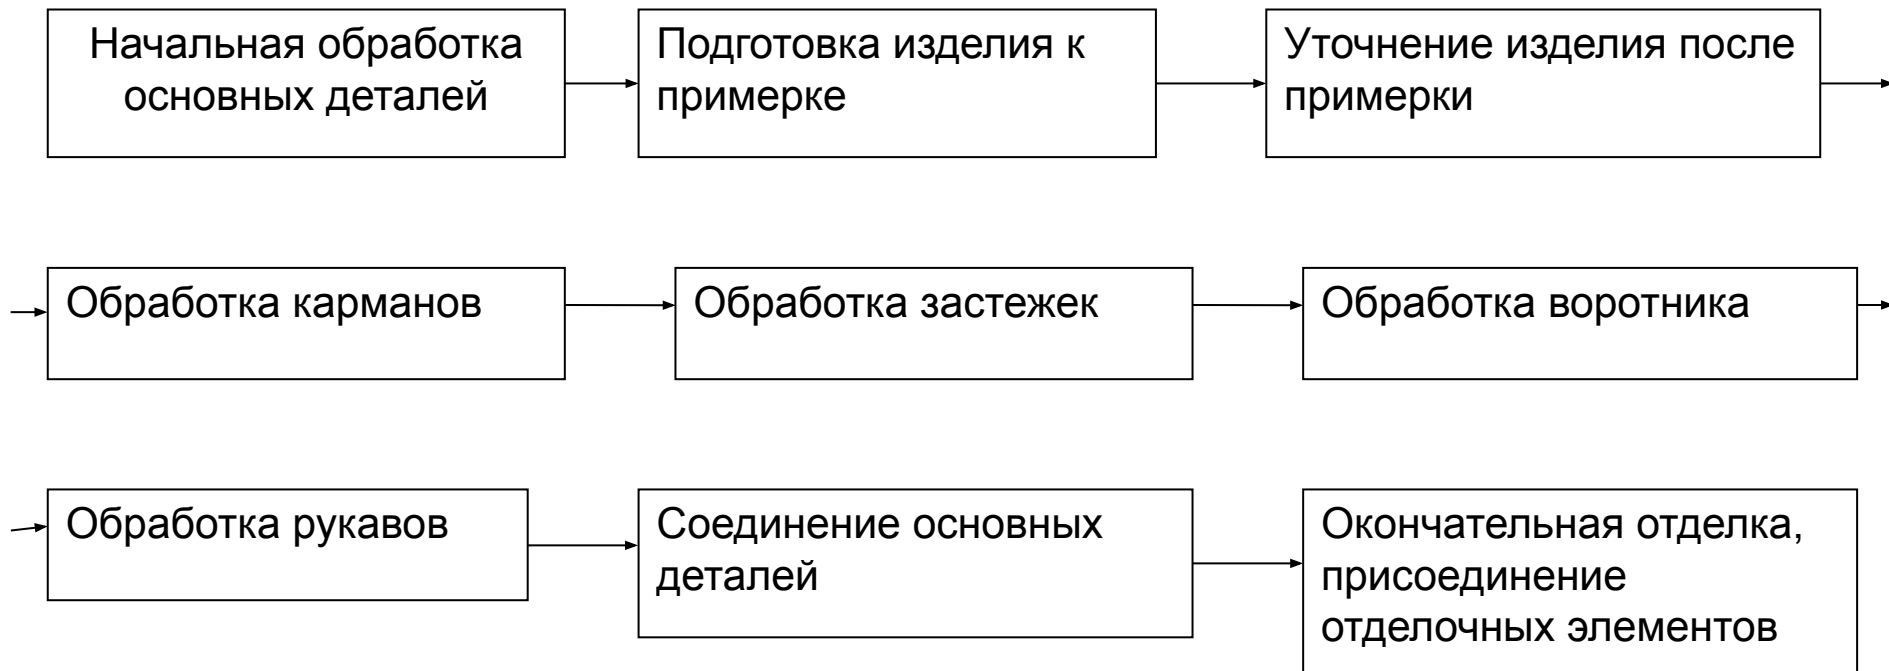 Начальная обработка
основных деталей
Подготовка изделия к
примерке
Уточнение изделия после
примерки
Обработка карманов
Обработка застежек
Обработка воротника
Обработка рукавов
Соединение основных
деталей
Окончательная отделка,
присоединение
отделочных элементов